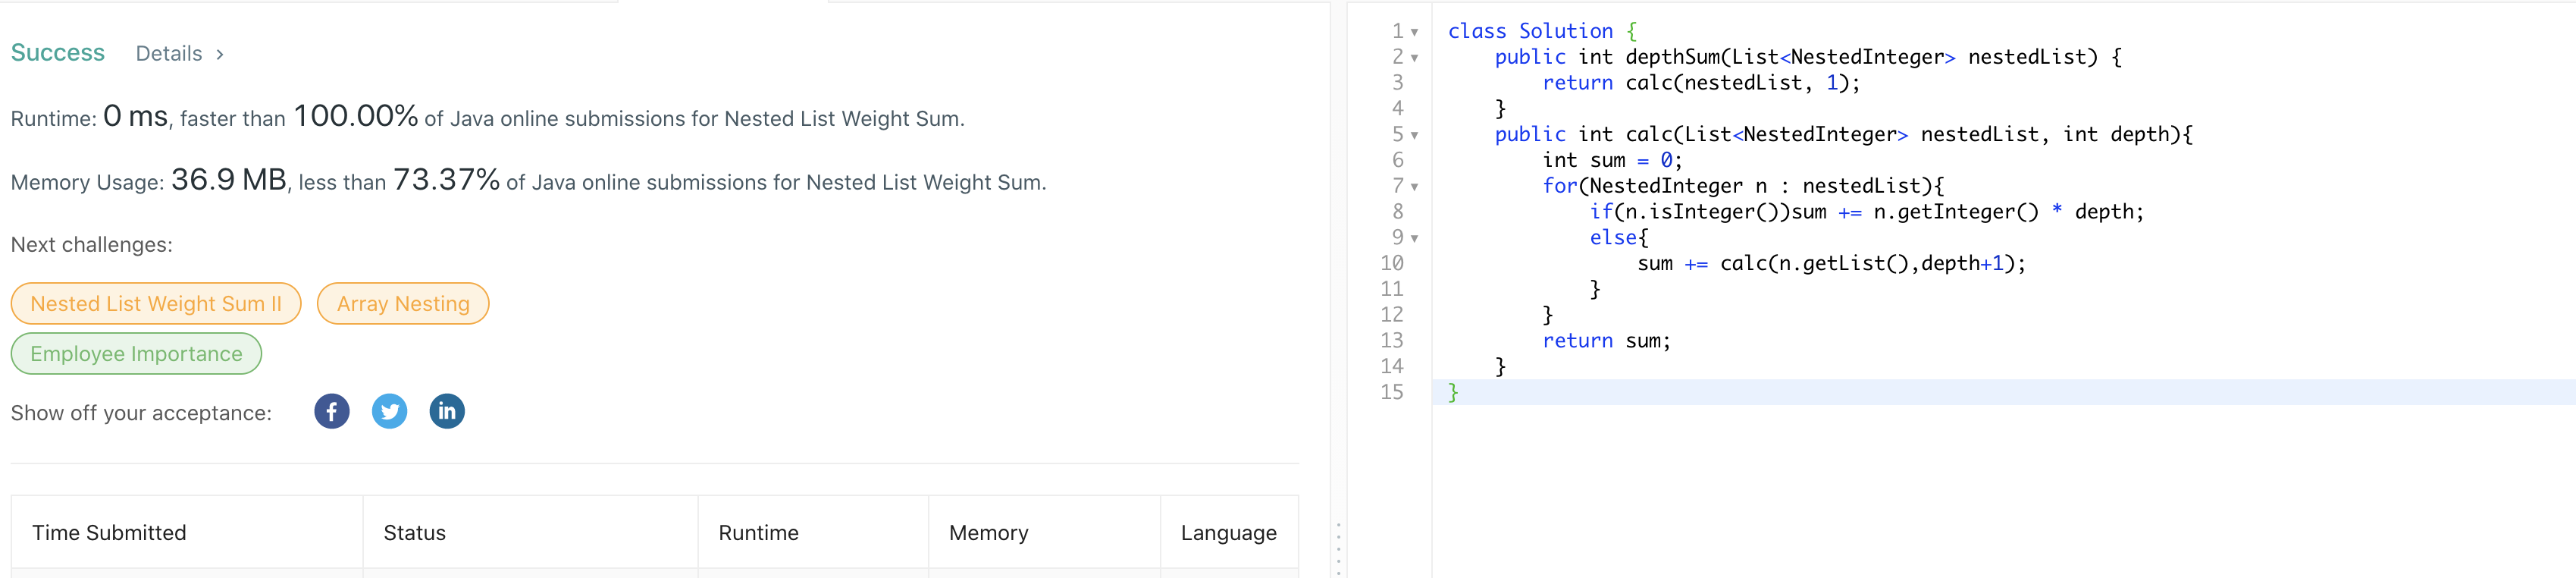 Success Details >
Runtime: 0 ms, faster than 100.00% of Java online submissions for Nested List Weight Sum.
Memory Usage: 36.9 MB, less than 73.37% of Java online submissions for Nested List Weight Sum.
Next challenges:
Nested List Weight Sum II Array Nesting
Employee Importance
Show off your acceptance: f in
Time Submitted Status Runtime Memory Language
1 class Solution {
2     public int depthSum(List<NestedInteger> nestedList) {
3         return calc(nestedList, 1);
4     }
5     public int calc(List<NestedInteger> nestedList, int depth){
6         int sum = 0;
7         for(NestedInteger n : nestedList){
8             if(n.isInteger())sum += n.getInteger() * depth;
9             else{
10                 sum += calc(n.getList(),depth+1);
11             }
12         }
13         return sum;
14     }
15 }